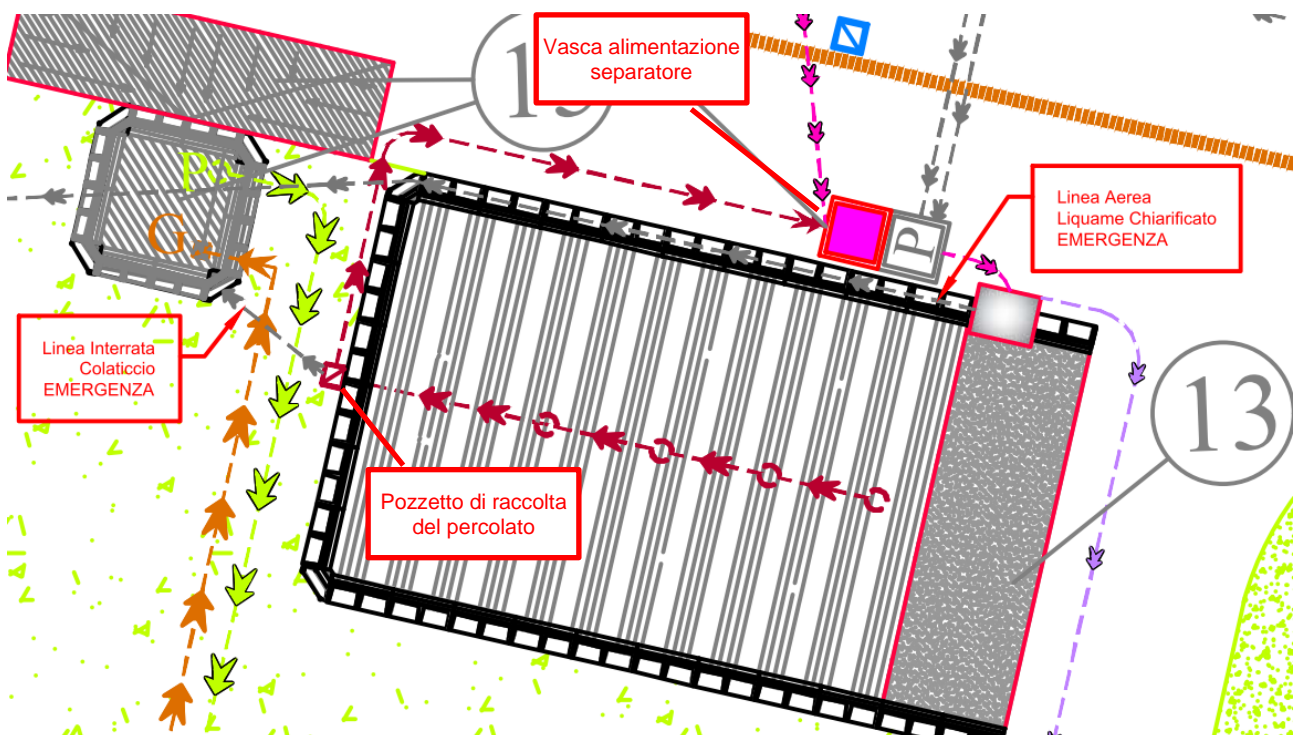 Vasca alimentazione
separatore
P
Linea Aerea
Liquame Chiarificato
EMERGENZA
P
G
Linea Interrata
Colaticcio
EMERGENZA
13
Pozzetto di raccolta
del percolato